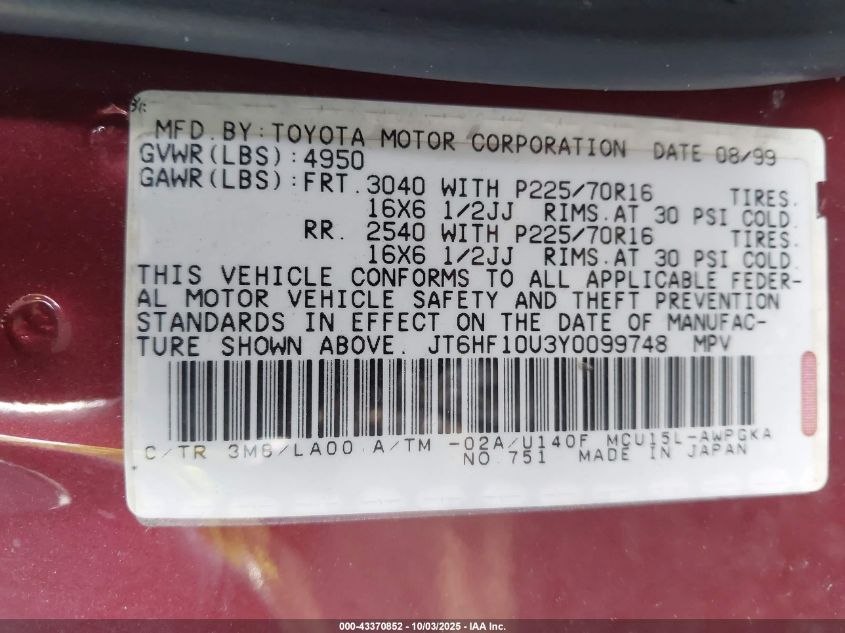 MFD.BY:TOYOTA MOTOR CORPORATION DATE 08/99
GVWR(LBS):4950
GAWR(LBS):FRT.3040 WITH P225/70R16 TIRES.
16X6 1/2JJ RIMS.AT 30 PSI COLD.
RR. 2540 WITH P225/70R16 TIRES.
16X6 1/2JJ RIMS.AT 30 PSI COLD.
THIS VEHICLE CONFORMS TO ALL APPLICABLE FEDER-
AL MOTOR VEHICLE SAFETY AND THEFT PREVENTION
STANDARDS IN EFFECT ON THE DATE OF MANUFAC-
TURE SHOWN ABOVE. JT6HF10U3Y0099748 MPV
C/TR 3M6/LA00 A/TM -02A/U140F MCU15L-AWPGKA
NO.751 MADE IN JAPAN
000-43370852 - 10/03/2025 - IAA Inc.